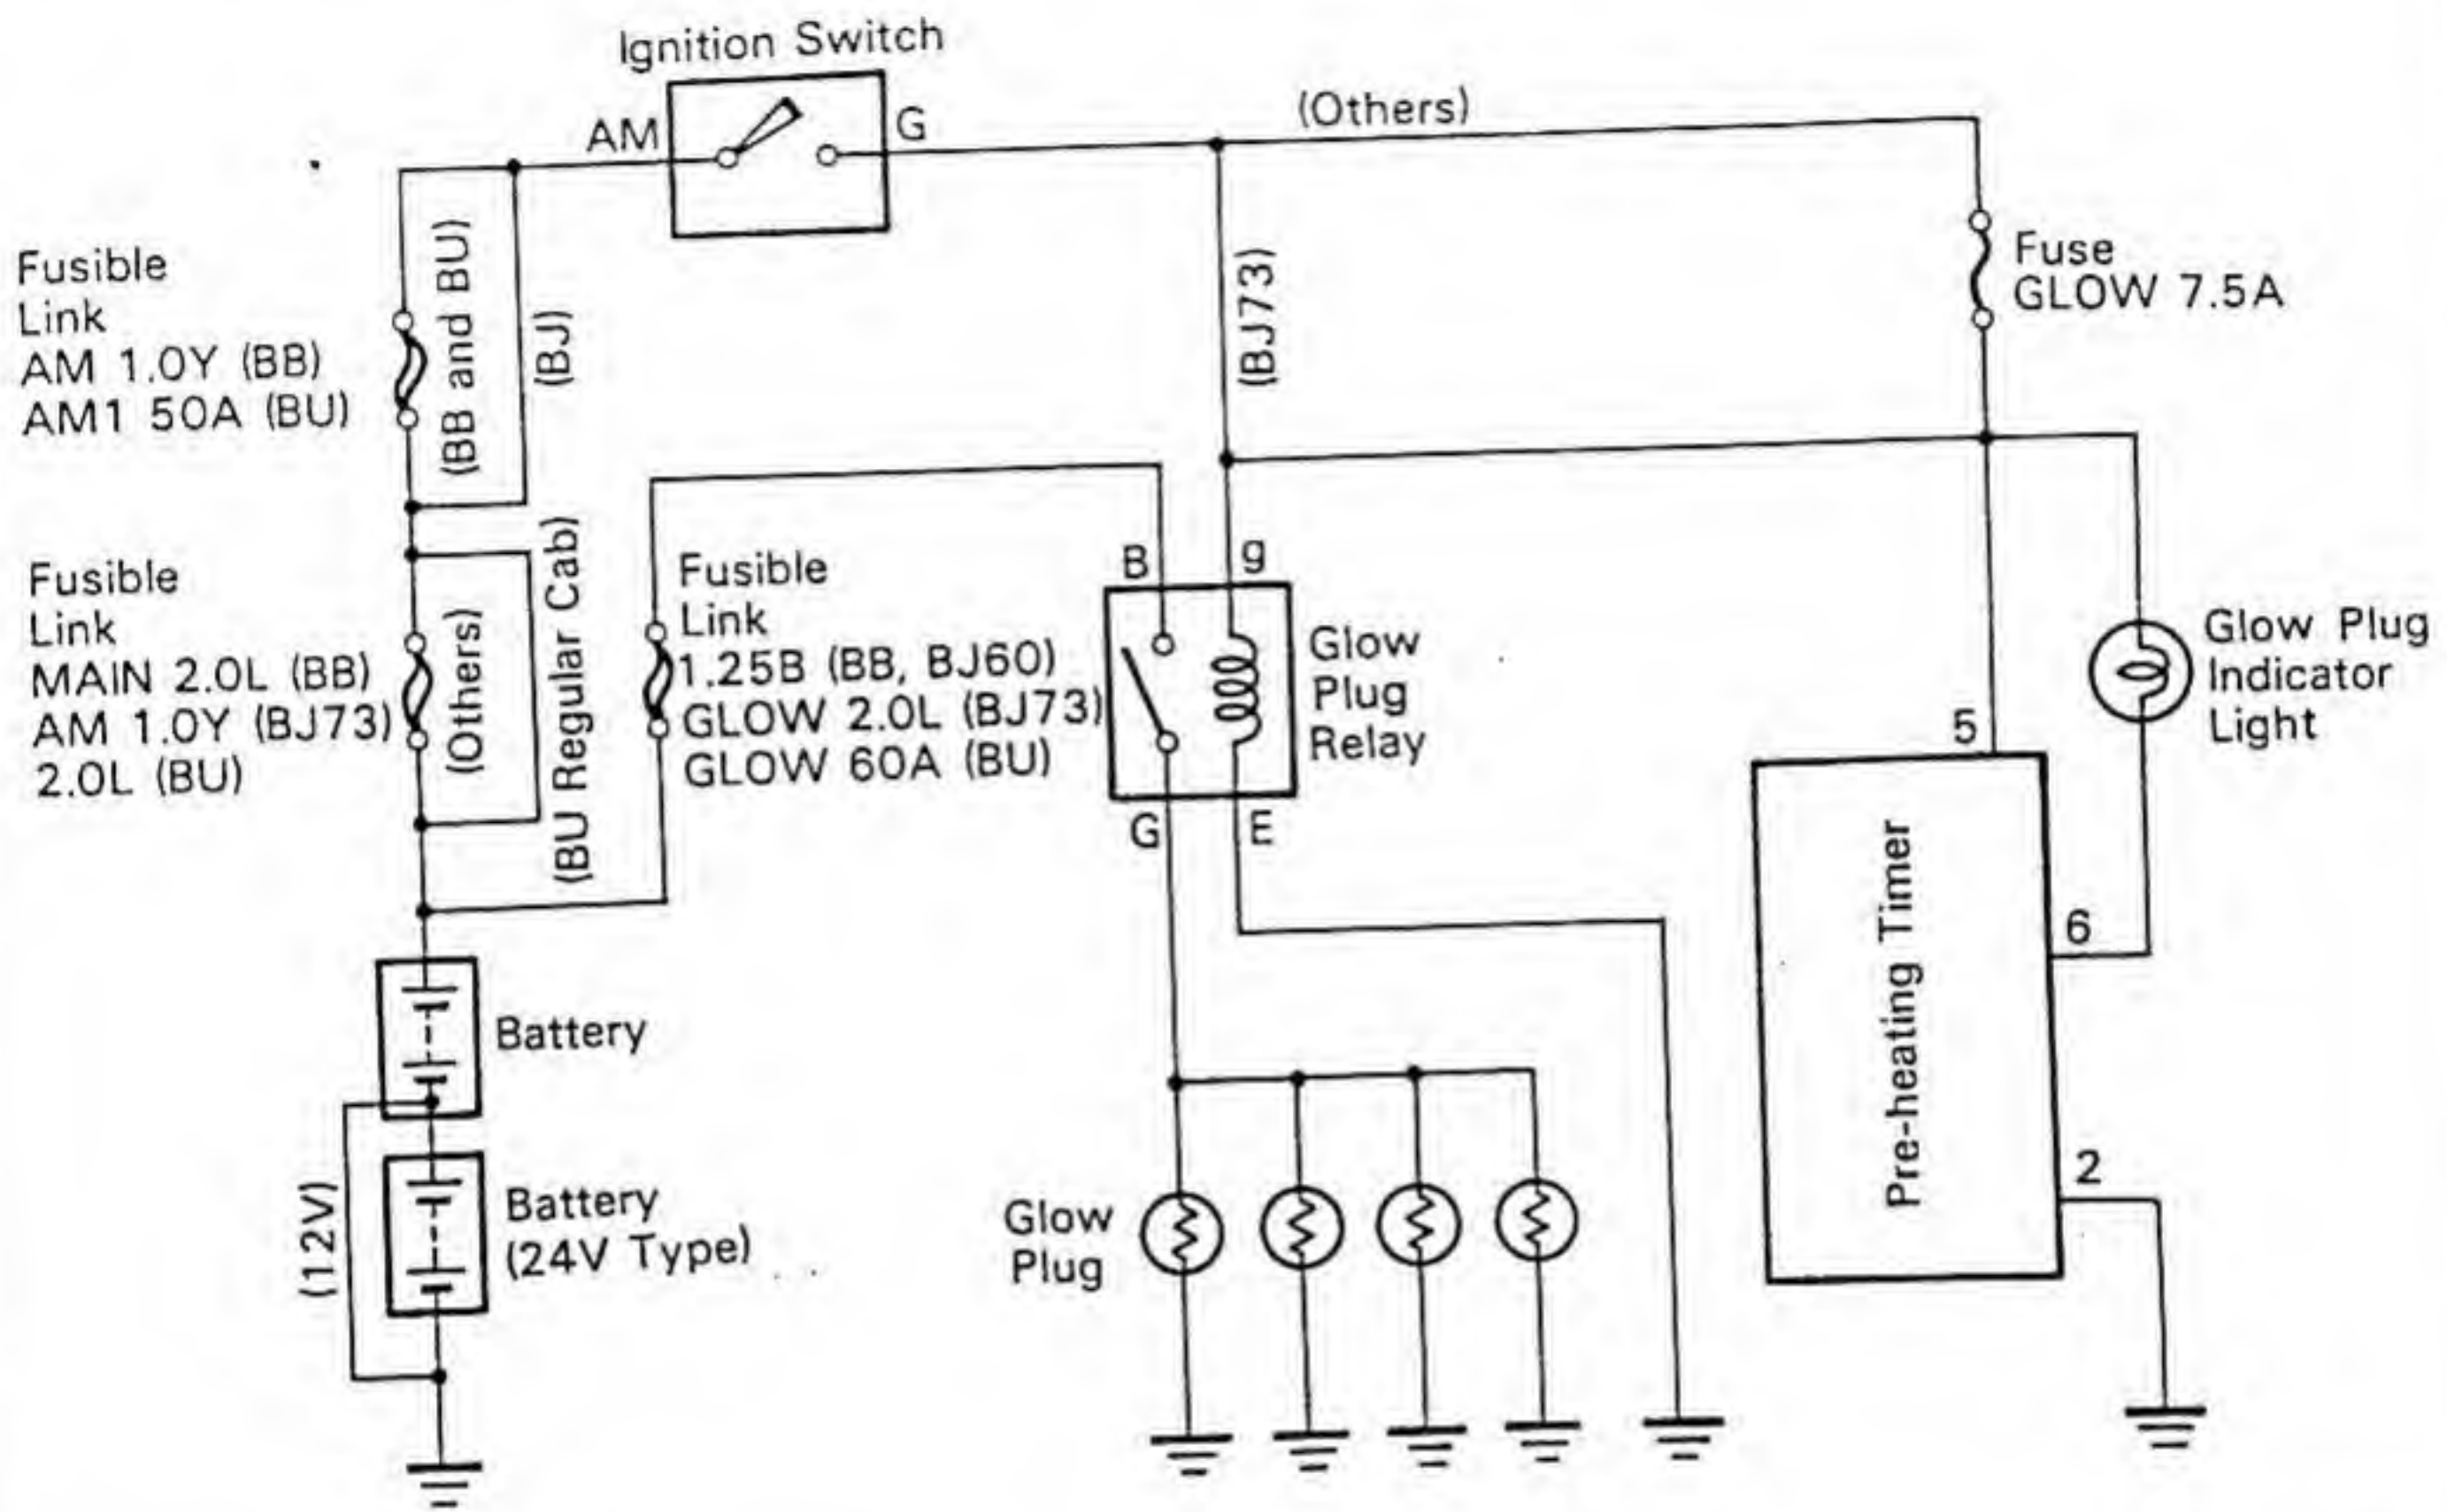 Ignition Switch
AM
G
(Others)
Fusible
Link
AM 1.0Y (BB)
AM1 50A (BU)
(BB and BU)
(BJ)
(BJ73)
Fuse
GLOW 7.5A
Fusible
Link
MAIN 2.0L (BB)
AM 1.0Y (BJ73)
2.0L (BU)
(Others)
(BU Regular Cab)
Fusible
Link
1.25B (BB, BJ60)
GLOW 2.0L (BJ73)
GLOW 60A (BU)
B
g
Glow
Plug
Relay
G
E
Glow Plug
Indicator
Light
5
Pre-heating Timer
6
2
Battery
(12V)
Battery
(24V Type)
Glow
Plug